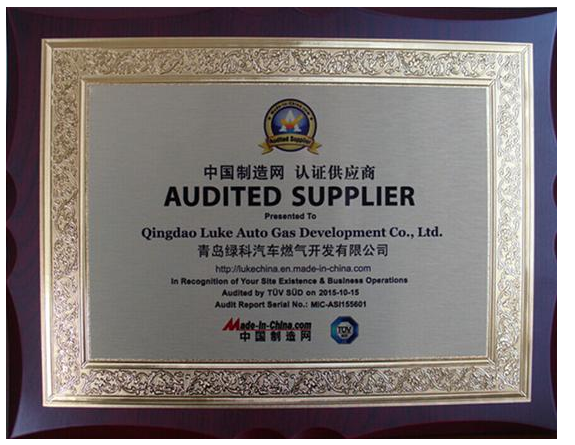 Made-in-China.com
Audited Supplier
中国制造网 认证供应商
AUDITED SUPPLIER
Presented To
Qingdao Luke Auto Gas Development Co., Ltd.
青岛绿科汽车燃气开发有限公司
http://lukechina.en.made-in-china.com
In Recognition of Your Site Existence & Business Operations
Audited by TÜV SÜD on 2015-10-15
Audit Report Serial No.: MIC-ASI155601
Made-in-China.com
中国制造网
TÜV